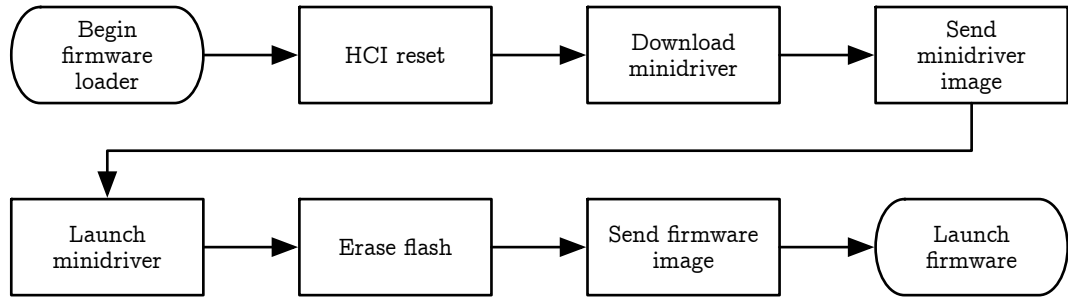 Begin
firmware
loader
HCI reset
Download
minidriver
Send
minidriver
image
Launch
minidriver
Erase flash
Send firmware
image
Launch
firmware